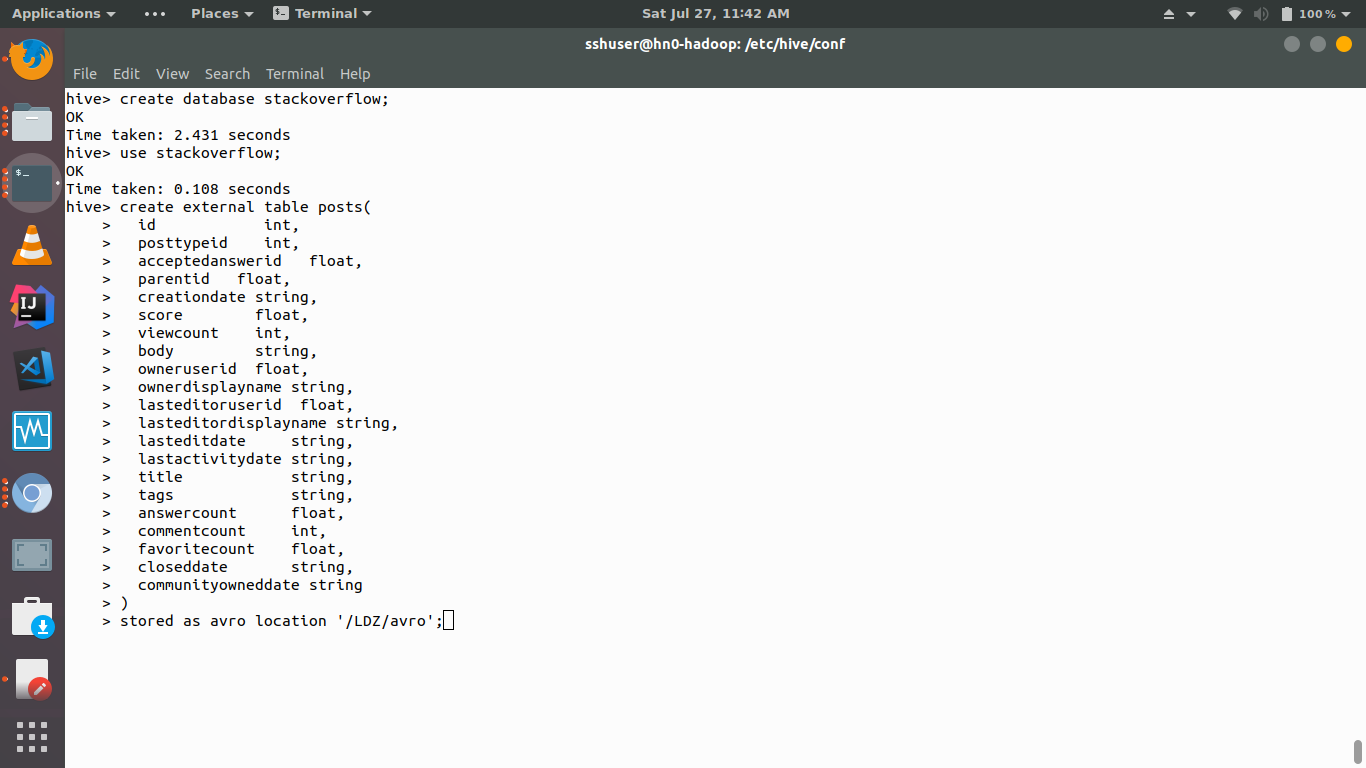 Applications ••• Places Terminal Sat Jul 27, 11:42 AM 100 %
sshuser@hn0-hadoop: /etc/hive/conf
File Edit View Search Terminal Help
hive> create database stackoverflow;
OK
Time taken: 2.431 seconds
hive> use stackoverflow;
OK
Time taken: 0.108 seconds
hive> create external table posts(
    >   id            int,
    >   posttypeid    int,
    >   acceptedanswerid   float,
    >   parentid   float,
    >   creationdate string,
    >   score        float,
    >   viewcount    int,
    >   body         string,
    >   owneruserid  float,
    >   ownerdisplayname string,
    >   lasteditoruserid  float,
    >   lasteditordisplayname string,
    >   lasteditdate     string,
    >   lastactivitydate string,
    >   title            string,
    >   tags             string,
    >   answercount      float,
    >   commentcount     int,
    >   favoritecount    float,
    >   closeddate       string,
    >   communityowneddate string
    > )
    > stored as avro location '/LDZ/avro';
$_
IJ